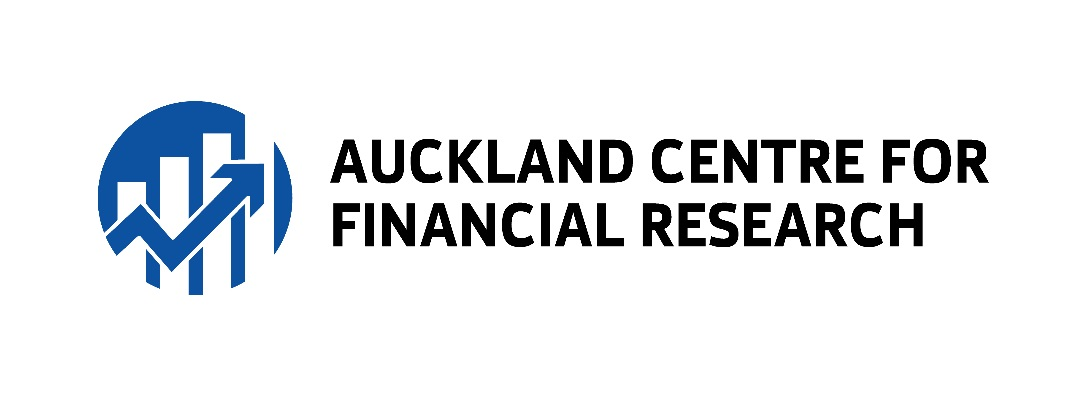 AUCKLAND CENTRE FOR
FINANCIAL RESEARCH